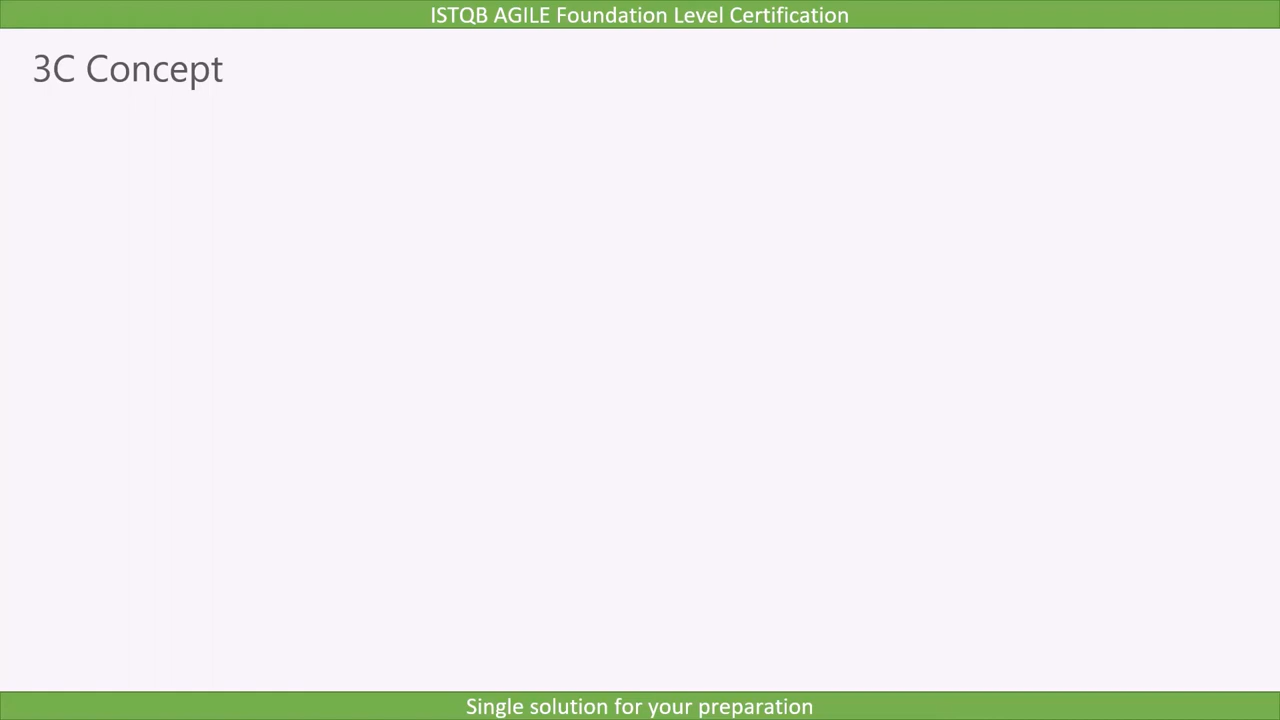 ISTQB AGILE Foundation Level Certification
3C Concept
Single solution for your preparation